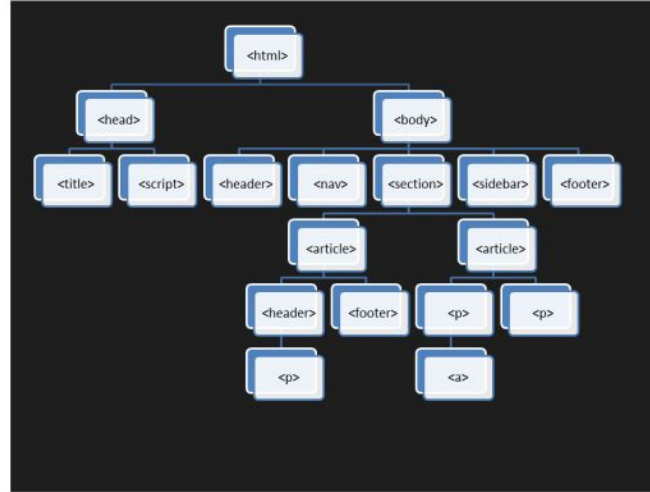 <html>
<head> <body>
<title> <script> <header> <nav> <section> <sidebar> <footer>
<article> <article>
<header> <footer> <p> <p>
<p> <a>